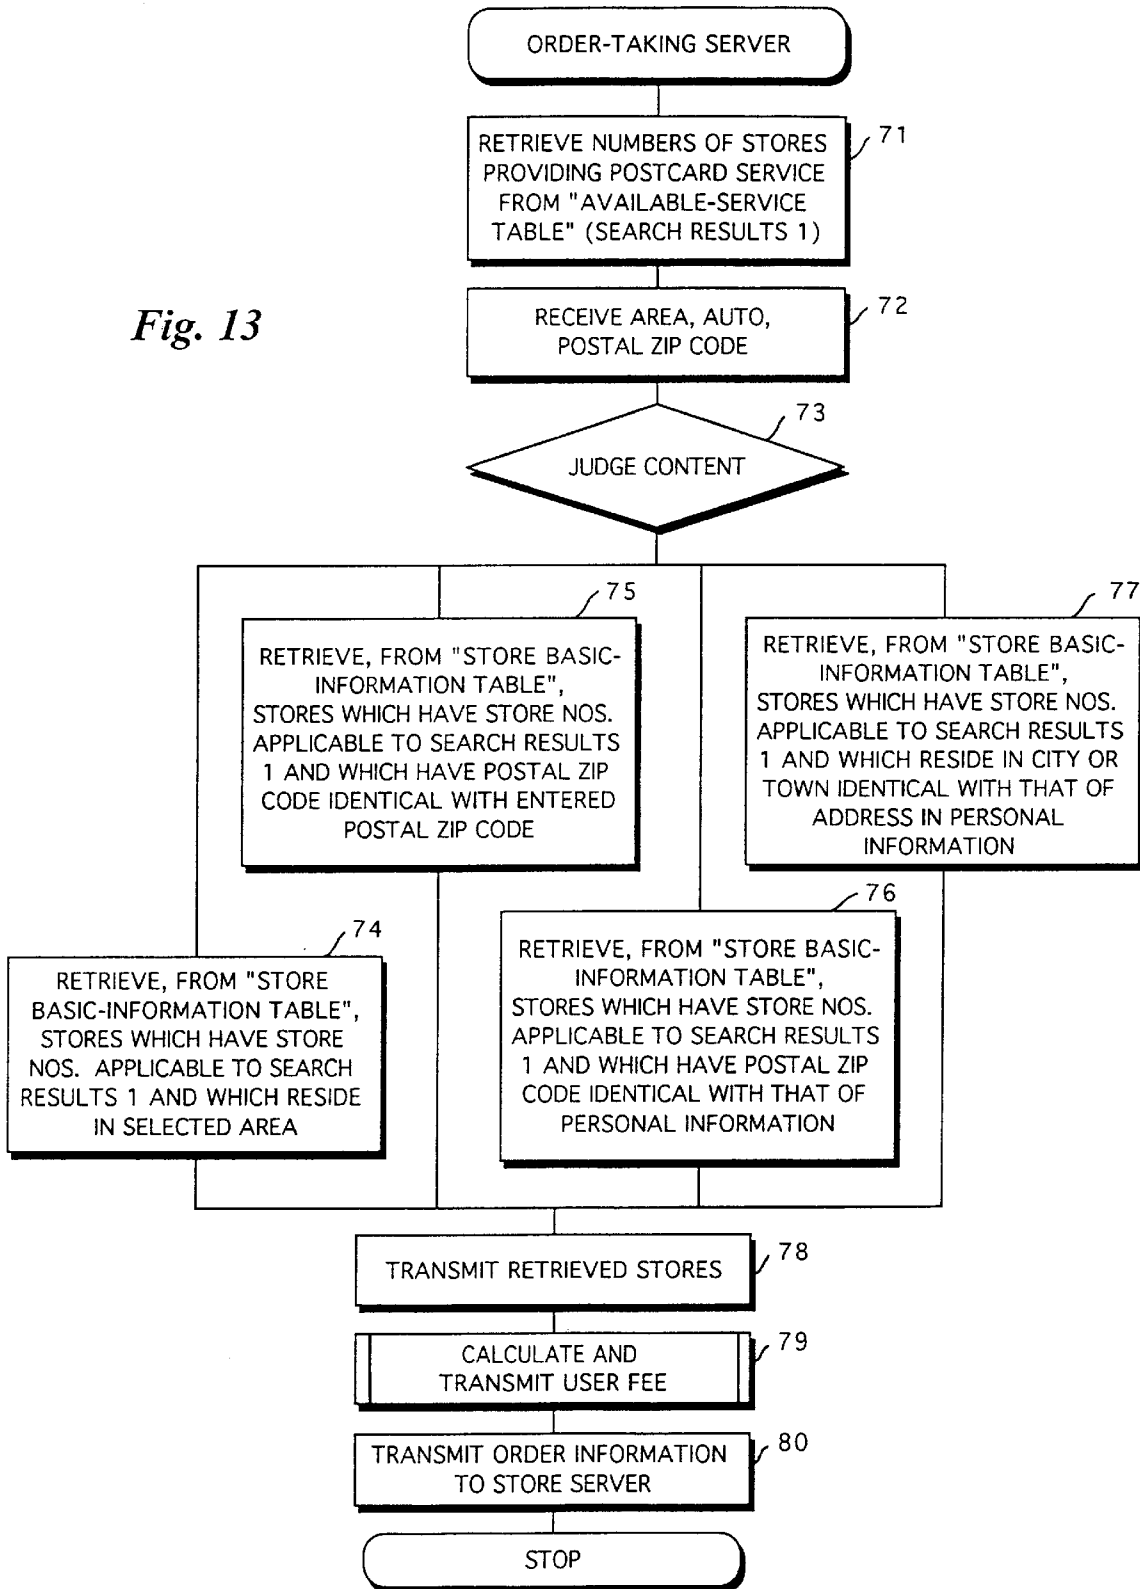 ORDER-TAKING SERVER
71
RETRIEVE NUMBERS OF STORES
PROVIDING POSTCARD SERVICE
FROM "AVAILABLE-SERVICE
TABLE" (SEARCH RESULTS 1)
Fig. 13
72
RECEIVE AREA, AUTO,
POSTAL ZIP CODE
73
JUDGE CONTENT
75
RETRIEVE, FROM "STORE BASIC-
INFORMATION TABLE",
STORES WHICH HAVE STORE NOS.
APPLICABLE TO SEARCH RESULTS
1 AND WHICH HAVE POSTAL ZIP
CODE IDENTICAL WITH ENTERED
POSTAL ZIP CODE
77
RETRIEVE, FROM "STORE BASIC-
INFORMATION TABLE",
STORES WHICH HAVE STORE NOS.
APPLICABLE TO SEARCH RESULTS
1 AND WHICH RESIDE IN CITY OR
TOWN IDENTICAL WITH THAT OF
ADDRESS IN PERSONAL
INFORMATION
74
RETRIEVE, FROM "STORE
BASIC-INFORMATION TABLE",
STORES WHICH HAVE STORE
NOS. APPLICABLE TO SEARCH
RESULTS 1 AND WHICH RESIDE
IN SELECTED AREA
76
RETRIEVE, FROM "STORE BASIC-
INFORMATION TABLE",
STORES WHICH HAVE STORE NOS.
APPLICABLE TO SEARCH RESULTS
1 AND WHICH HAVE POSTAL ZIP
CODE IDENTICAL WITH THAT OF
PERSONAL INFORMATION
78
TRANSMIT RETRIEVED STORES
79
CALCULATE AND
TRANSMIT USER FEE
80
TRANSMIT ORDER INFORMATION
TO STORE SERVER
STOP